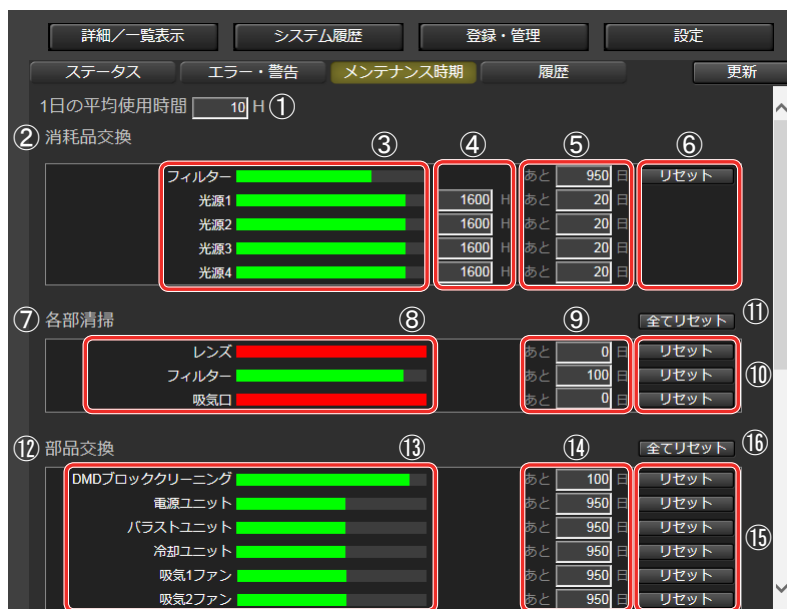 詳細／一覧表示 システム履歴 登録・管理 設定
ステータス エラー・警告 メンテナンス時期 履歴 更新
1日の平均使用時間 10 H ①
② 消耗品交換 ③ ④ ⑤ ⑥
フィルター あと 950 日 リセット
光源1 1600 H あと 20 日
光源2 1600 H あと 20 日
光源3 1600 H あと 20 日
光源4 1600 H あと 20 日
⑦ 各部清掃 ⑧ ⑨ 全てリセット ⑪
レンズ あと 0 日 リセット
フィルター あと 100 日 リセット ⑩
吸気口 あと 0 日 リセット
⑫ 部品交換 ⑬ ⑭ 全てリセット ⑯
DMDブロッククリーニング あと 100 日 リセット
電源ユニット あと 950 日 リセット
バラストユニット あと 950 日 リセット ⑮
冷却ユニット あと 950 日 リセット
吸気1ファン あと 950 日 リセット
吸気2ファン あと 950 日 リセット